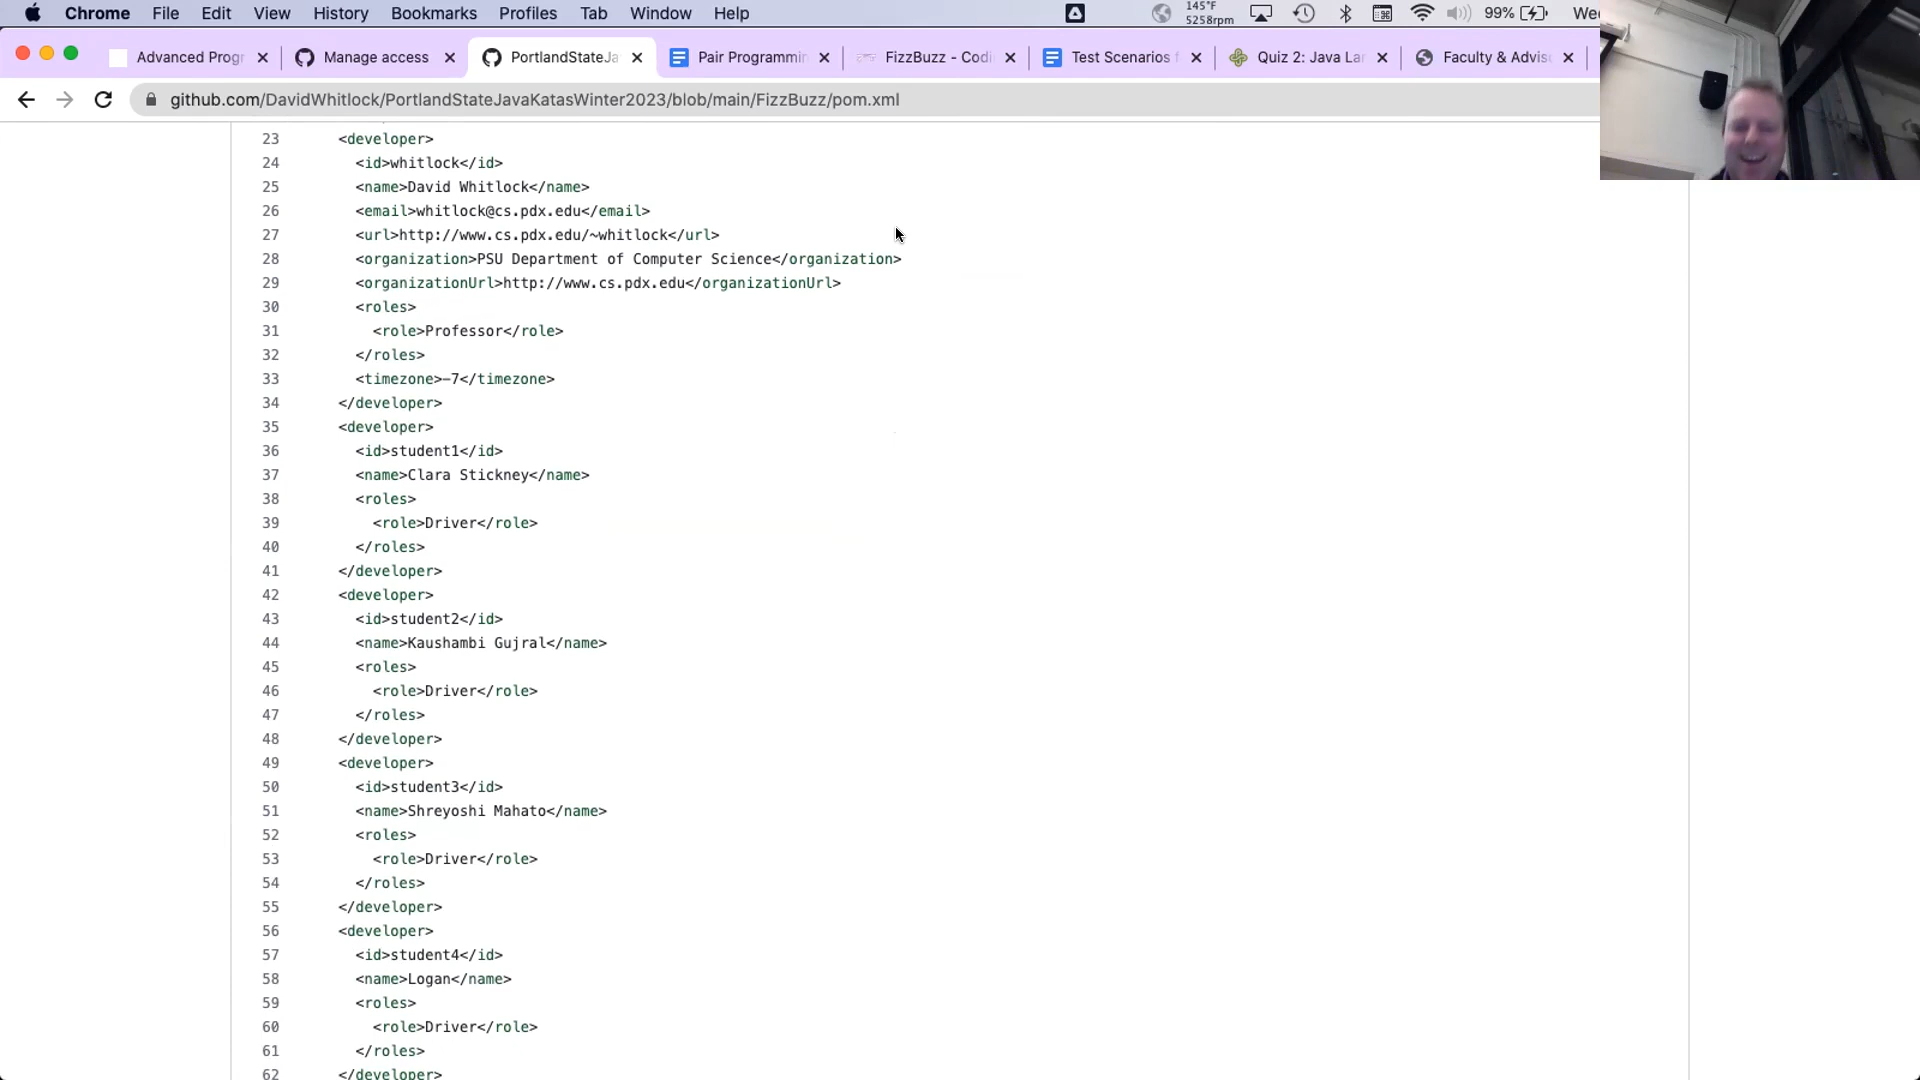 Chrome File Edit View History Bookmarks Profiles Tab Window Help 145°F 5258rpm 99% We
Advanced Prog Manage access PortlandStateJa Pair Programmin FizzBuzz - Codi Test Scenarios f Quiz 2: Java Lan Faculty & Advis
github.com/DavidWhitlock/PortlandStateJavaKatasWinter2023/blob/main/FizzBuzz/pom.xml
23 <developer>
24 <id>whitlock</id>
25 <name>David Whitlock</name>
26 <email>whitlock@cs.pdx.edu</email>
27 <url>http://www.cs.pdx.edu/~whitlock</url>
28 <organization>PSU Department of Computer Science</organization>
29 <organizationUrl>http://www.cs.pdx.edu</organizationUrl>
30 <roles>
31 <role>Professor</role>
32 </roles>
33 <timezone>-7</timezone>
34 </developer>
35 <developer>
36 <id>student1</id>
37 <name>Clara Stickney</name>
38 <roles>
39 <role>Driver</role>
40 </roles>
41 </developer>
42 <developer>
43 <id>student2</id>
44 <name>Kaushambi Gujral</name>
45 <roles>
46 <role>Driver</role>
47 </roles>
48 </developer>
49 <developer>
50 <id>student3</id>
51 <name>Shreyoshi Mahato</name>
52 <roles>
53 <role>Driver</role>
54 </roles>
55 </developer>
56 <developer>
57 <id>student4</id>
58 <name>Logan</name>
59 <roles>
60 <role>Driver</role>
61 </roles>
62 </developer>